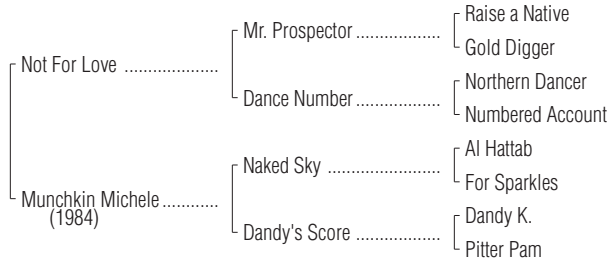 Raise a Native
Mr. Prospector ..................
Gold Digger
Not For Love ....................
Northern Dancer
Dance Number .................
Numbered Account
Al Hattab
Naked Sky ........................
For Sparkles
Munchkin Michele ............
(1984)
Dandy K.
Dandy's Score ...................
Pitter Pam